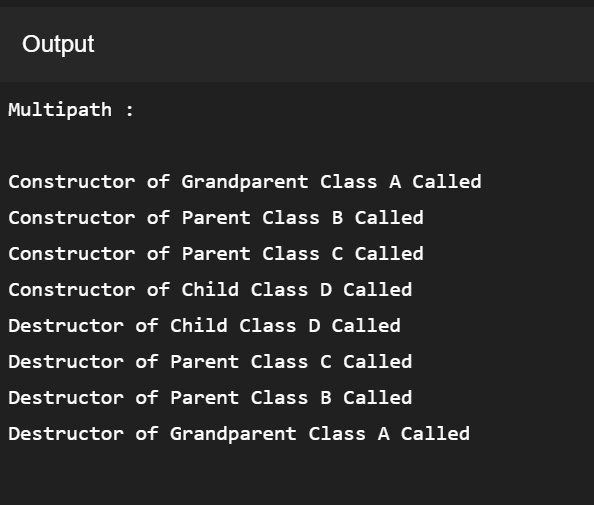 Output
Multipath :
Constructor of Grandparent Class A Called
Constructor of Parent Class B Called
Constructor of Parent Class C Called
Constructor of Child Class D Called
Destructor of Child Class D Called
Destructor of Parent Class C Called
Destructor of Parent Class B Called
Destructor of Grandparent Class A Called